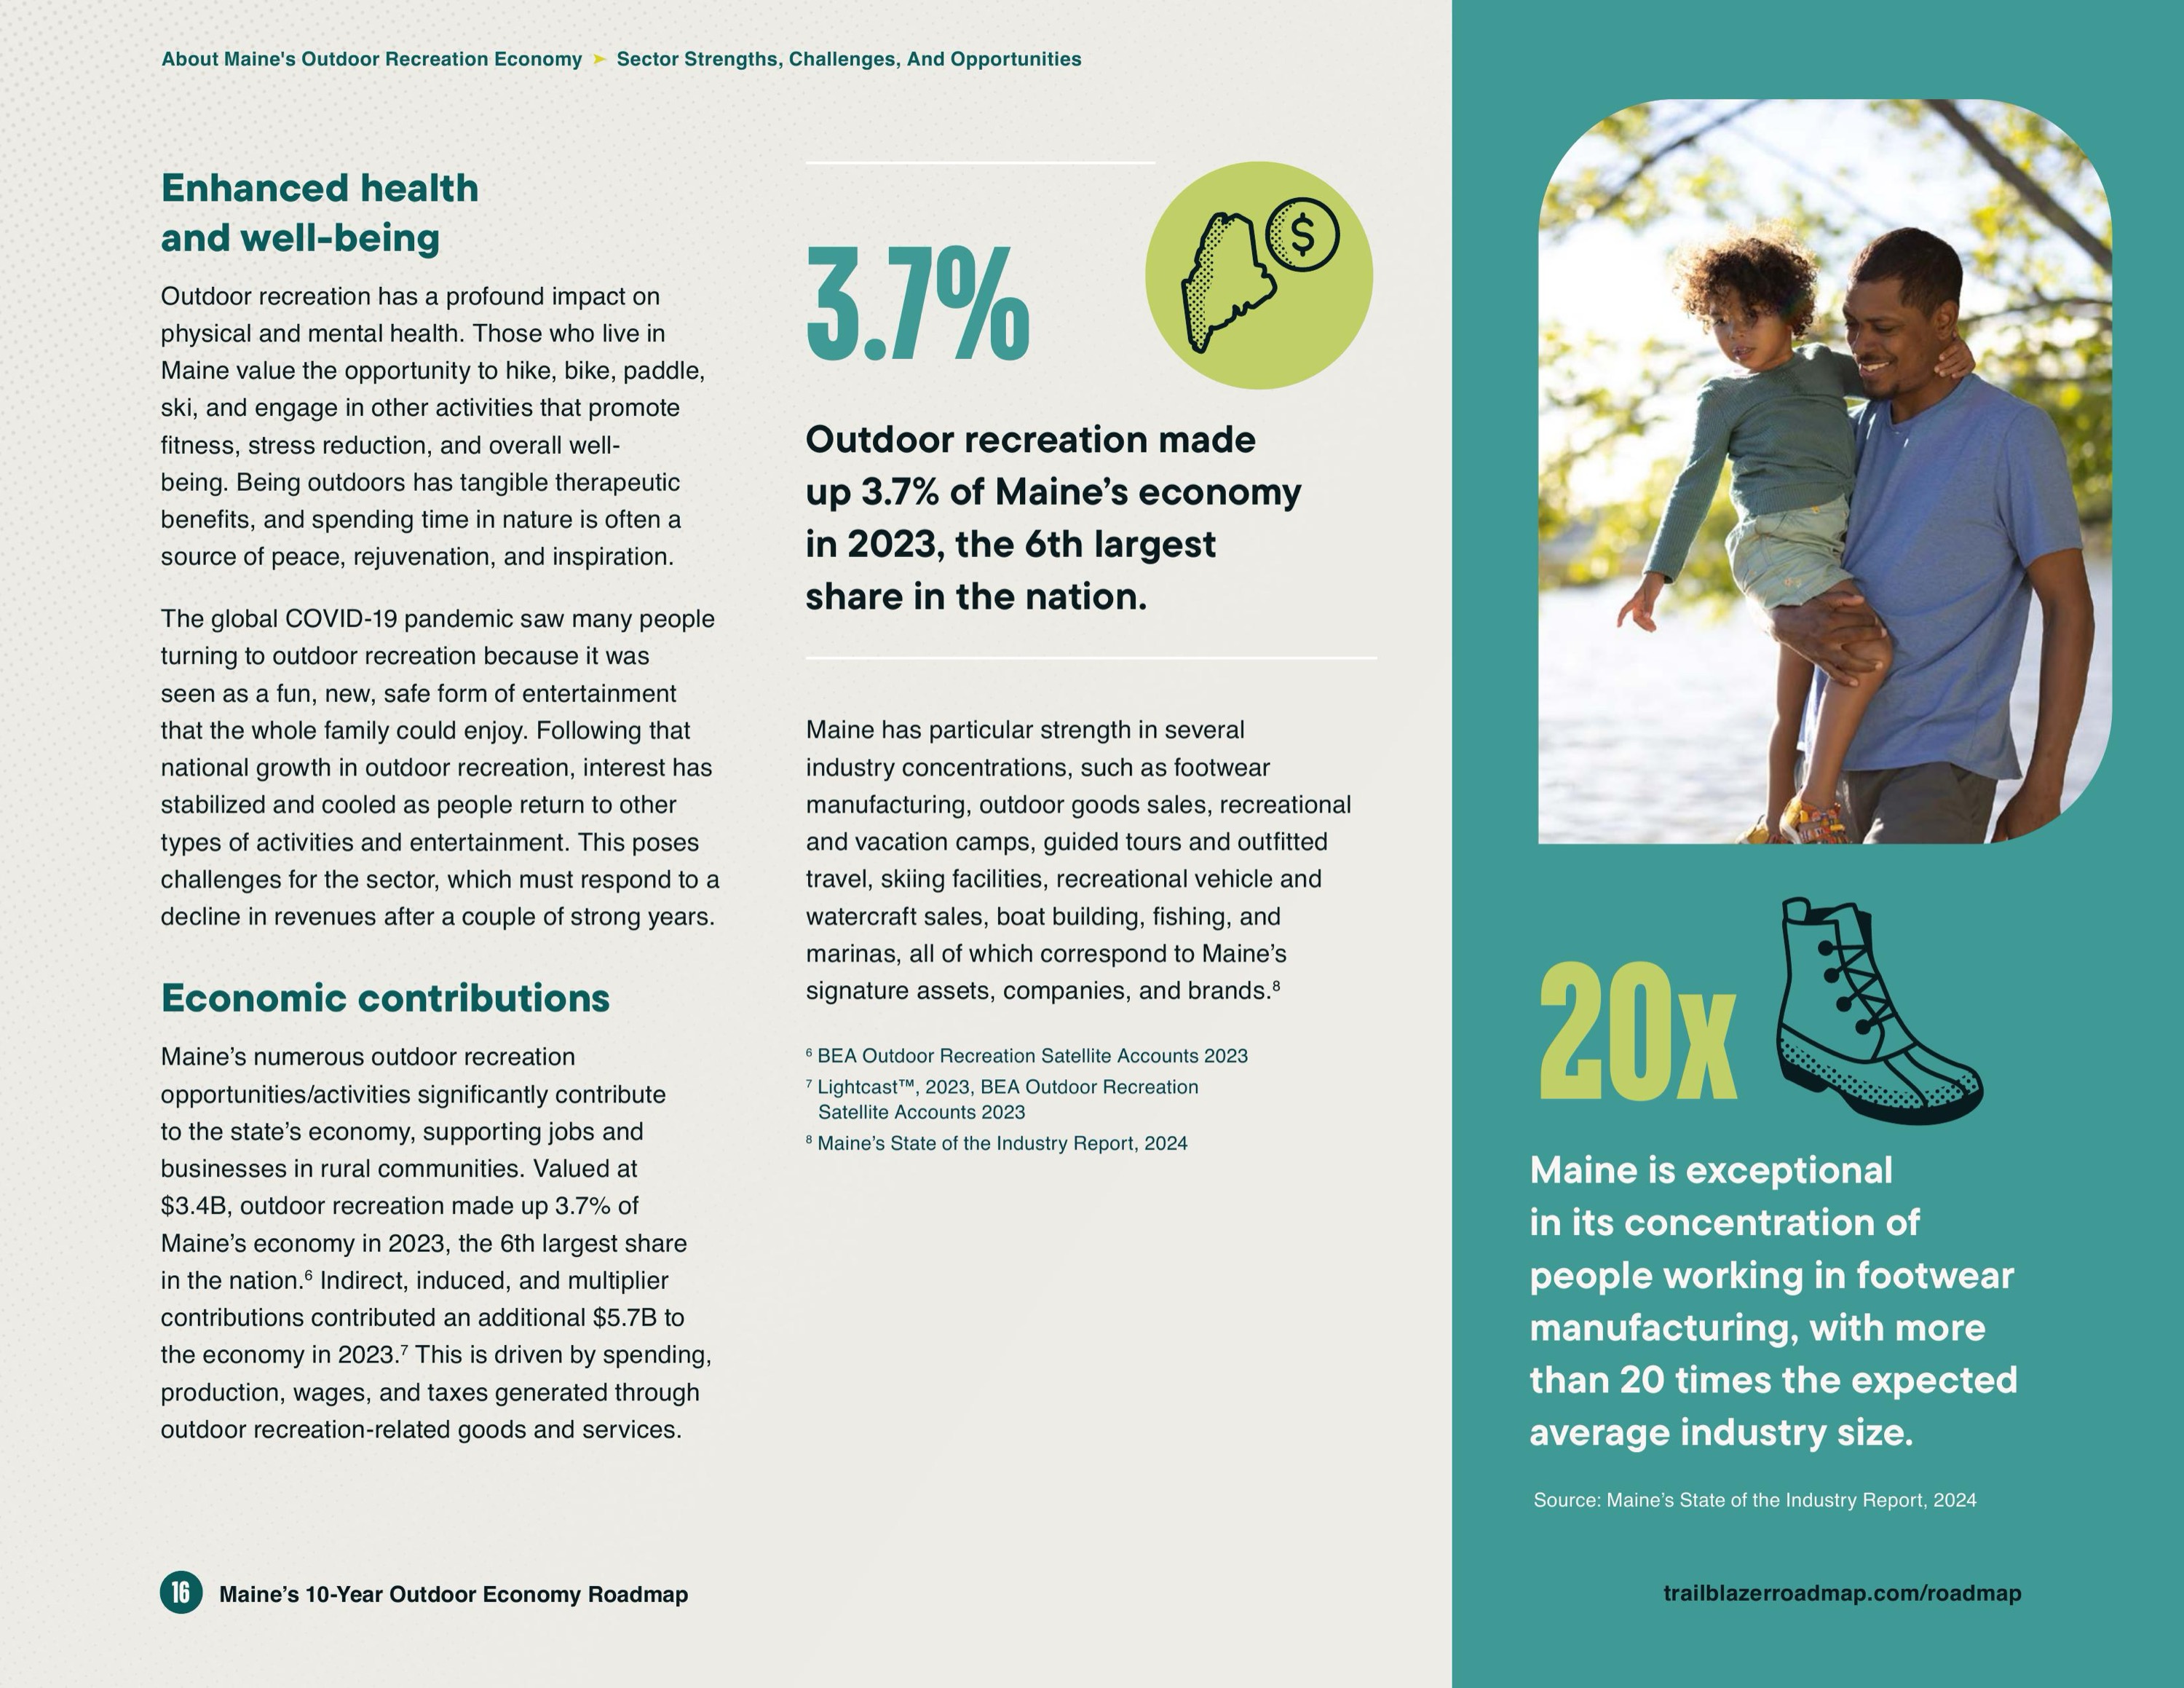 About Maine's Outdoor Recreation Economy ➤ Sector Strengths, Challenges, And Opportunities
Enhanced health
and well-being
Outdoor recreation has a profound impact on
physical and mental health. Those who live in
Maine value the opportunity to hike, bike, paddle,
ski, and engage in other activities that promote
fitness, stress reduction, and overall well-
being. Being outdoors has tangible therapeutic
benefits, and spending time in nature is often a
source of peace, rejuvenation, and inspiration.
The global COVID-19 pandemic saw many people
turning to outdoor recreation because it was
seen as a fun, new, safe form of entertainment
that the whole family could enjoy. Following that
national growth in outdoor recreation, interest has
stabilized and cooled as people return to other
types of activities and entertainment. This poses
challenges for the sector, which must respond to a
decline in revenues after a couple of strong years.
Economic contributions
Maine’s numerous outdoor recreation
opportunities/activities significantly contribute
to the state’s economy, supporting jobs and
businesses in rural communities. Valued at
$3.4B, outdoor recreation made up 3.7% of
Maine’s economy in 2023, the 6th largest share
in the nation.⁶ Indirect, induced, and multiplier
contributions contributed an additional $5.7B to
the economy in 2023.⁷ This is driven by spending,
production, wages, and taxes generated through
outdoor recreation-related goods and services.
3.7%
$
Outdoor recreation made
up 3.7% of Maine’s economy
in 2023, the 6th largest
share in the nation.
Maine has particular strength in several
industry concentrations, such as footwear
manufacturing, outdoor goods sales, recreational
and vacation camps, guided tours and outfitted
travel, skiing facilities, recreational vehicle and
watercraft sales, boat building, fishing, and
marinas, all of which correspond to Maine’s
signature assets, companies, and brands.⁸
⁶ BEA Outdoor Recreation Satellite Accounts 2023
⁷ Lightcast™, 2023, BEA Outdoor Recreation
Satellite Accounts 2023
⁸ Maine’s State of the Industry Report, 2024
20x
Maine is exceptional
in its concentration of
people working in footwear
manufacturing, with more
than 20 times the expected
average industry size.
Source: Maine’s State of the Industry Report, 2024
16 Maine’s 10-Year Outdoor Economy Roadmap
trailblazerroadmap.com/roadmap